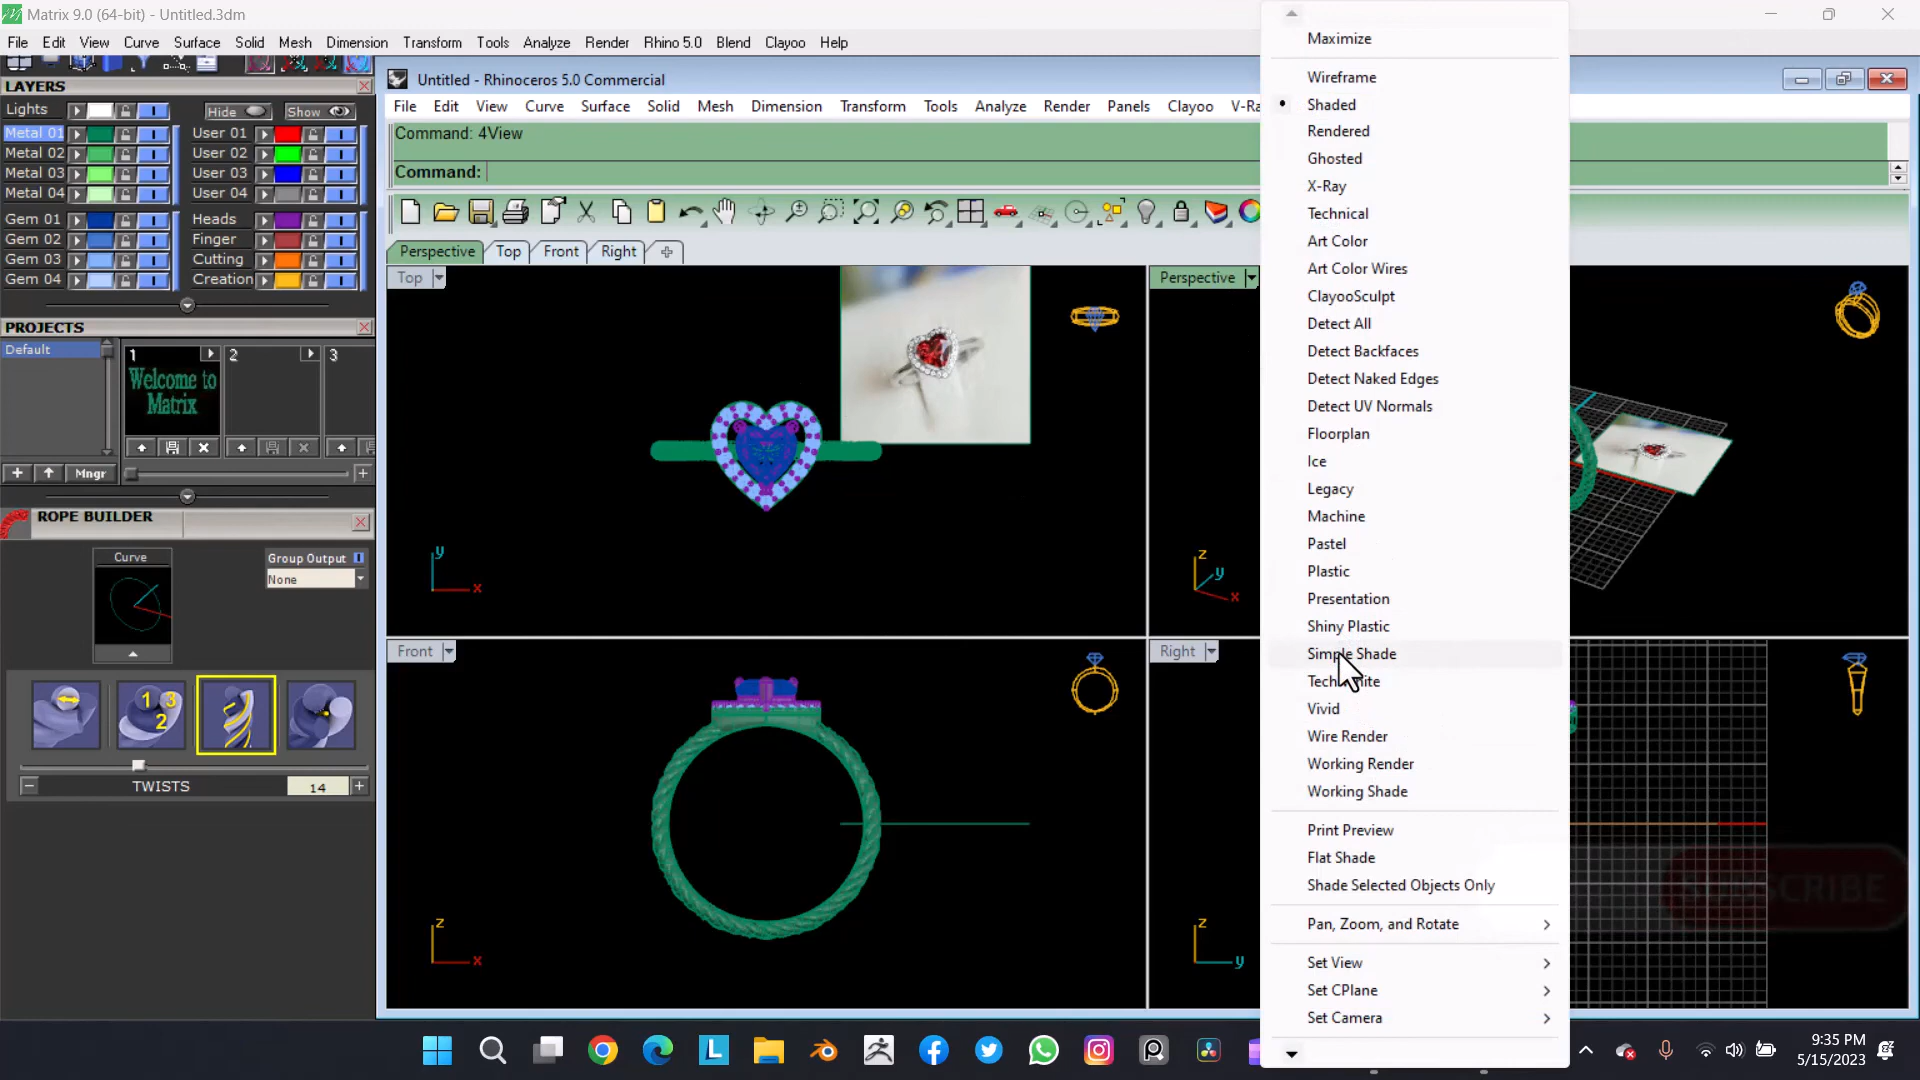 Matrix 9.0 (64-bit) - Untitled.3dm
File Edit View Curve Surface Solid Mesh Dimension Transform Tools Analyze Render Rhino 5.0 Blend Clayoo Help
LAYERS
Lights Hide Show
Metal 01 User 01
Metal 02 User 02
Metal 03 User 03
Metal 04 User 04
Gem 01 Heads
Gem 02 Finger
Gem 03 Cutting
Gem 04 Creation
PROJECTS
Default
1 2 3
Welcome to
Matrix
Mngr
ROPE BUILDER
Curve Group Output
None
1 2 3
TWISTS 14
Untitled - Rhinoceros 5.0 Commercial
File Edit View Curve Surface Solid Mesh Dimension Transform Tools Analyze Render Panels Clayoo
Command: 4View
Command:
Perspective Top Front Right
Top
Perspective
y x
z y x
Front
Right
z x
z y
Maximize
Wireframe
Shaded
Rendered
Ghosted
X-Ray
Technical
Art Color
Art Color Wires
ClayooSculpt
Detect All
Detect Backfaces
Detect Naked Edges
Detect UV Normals
Floorplan
Ice
Legacy
Machine
Pastel
Plastic
Presentation
Shiny Plastic
Simple Shade
Vivid
Wire Render
Working Render
Working Shade
Print Preview
Flat Shade
Shade Selected Objects Only
Pan, Zoom, and Rotate
Set View
Set CPlane
Set Camera
SUBSCRIBE
9:35 PM
5/15/2023